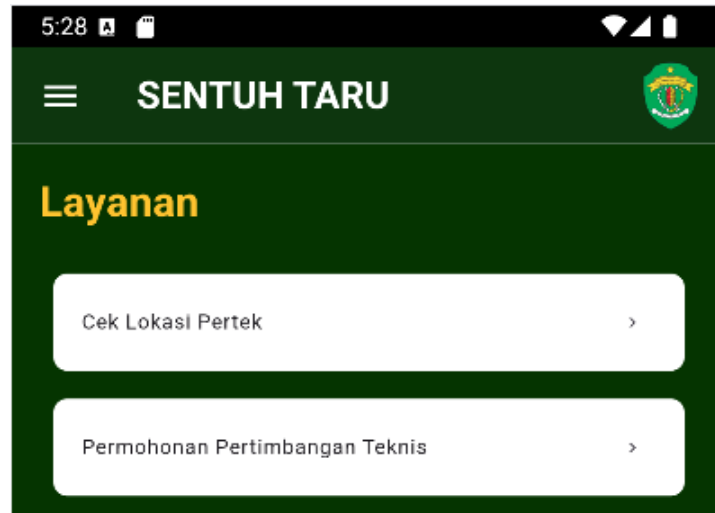 5:28
SENTUH TARU
Layanan
Cek Lokasi Pertek
Permohonan Pertimbangan Teknis